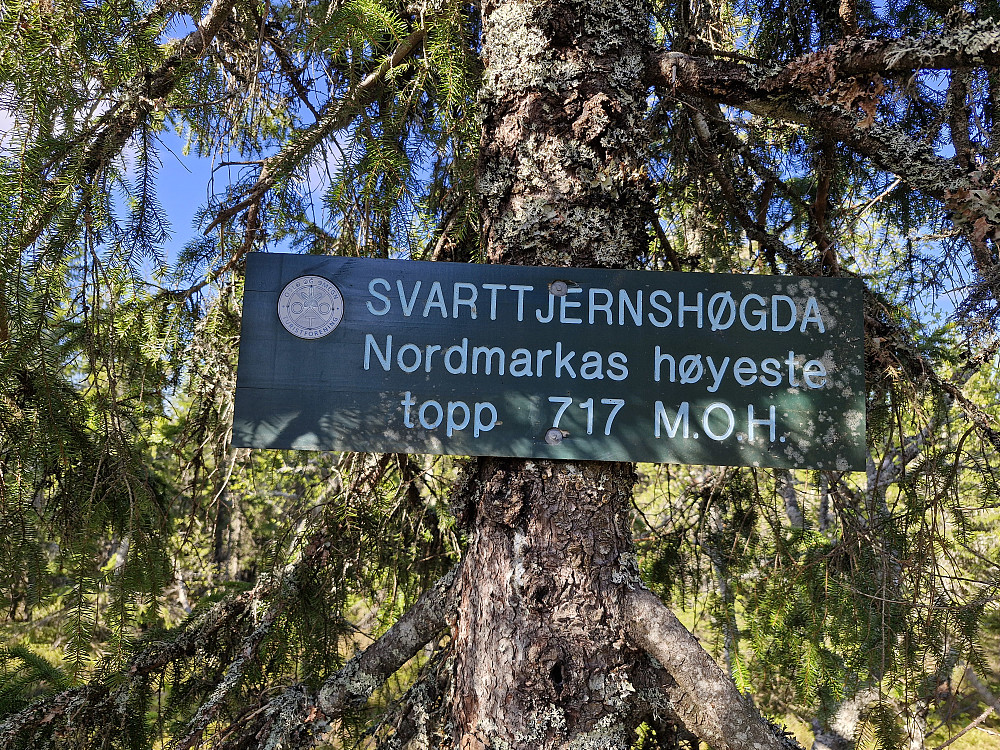 SVARTTJERNSHØGDA
Nordmarkas høyeste
topp 717 M.O.H.